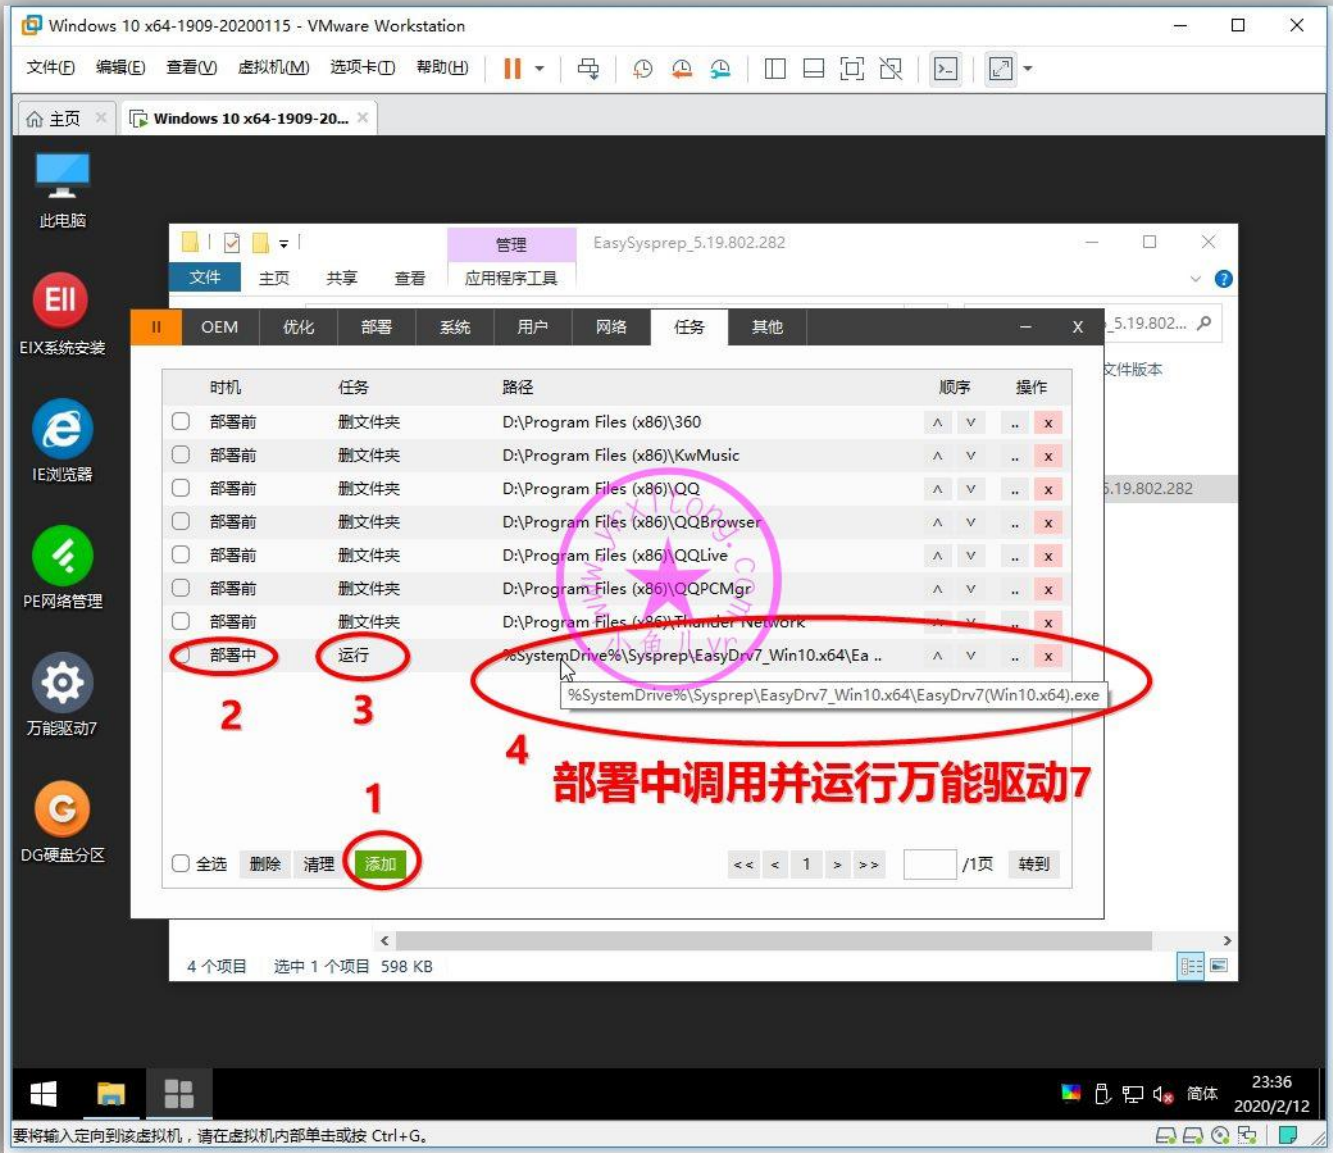 Windows 10 x64-1909-20200115 - VMware Workstation
文件(F) 编辑(E) 查看(V) 虚拟机(M) 选项卡(T) 帮助(H)
主页 Windows 10 x64-1909-20...
此电脑
EII
EIX系统安装
IE浏览器
PE网络管理
万能驱动7
DG硬盘分区
管理 EasySysprep_5.19.802.282
文件 主页 共享 查看 应用程序工具
_5.19.802...
文件版本
5.19.802.282
II OEM 优化 部署 系统 用户 网络 任务 其他 X
时机 任务 路径 顺序 操作
部署前 删文件夹 D:\Program Files (x86)\360 ∧ ∨ .. x
部署前 删文件夹 D:\Program Files (x86)\KwMusic ∧ ∨ .. x
部署前 删文件夹 D:\Program Files (x86)\QQ ∧ ∨ .. x
部署前 删文件夹 D:\Program Files (x86)\QQBrowser ∧ ∨ .. x
部署前 删文件夹 D:\Program Files (x86)\QQLive ∧ ∨ .. x
部署前 删文件夹 D:\Program Files (x86)\QQPCMgr ∧ ∨ .. x
部署前 删文件夹 D:\Program Files (x86)\Thunder Network ∧ ∨ .. x
部署中 运行 %SystemDrive%\Sysprep\EasyDrv7_Win10.x64\Ea .. ∧ ∨ .. x
%SystemDrive%\Sysprep\EasyDrv7_Win10.x64\EasyDrv7(Win10.x64).exe
www.yrxitong.com
小鱼儿yr
2 3 4
部署中调用并运行万能驱动7
1
全选 删除 清理 添加 << < 1 > >> /1页 转到
4 个项目 选中 1 个项目 598 KB
简体 23:36
2020/2/12
要将输入定向到该虚拟机，请在虚拟机内部单击或按 Ctrl+G。